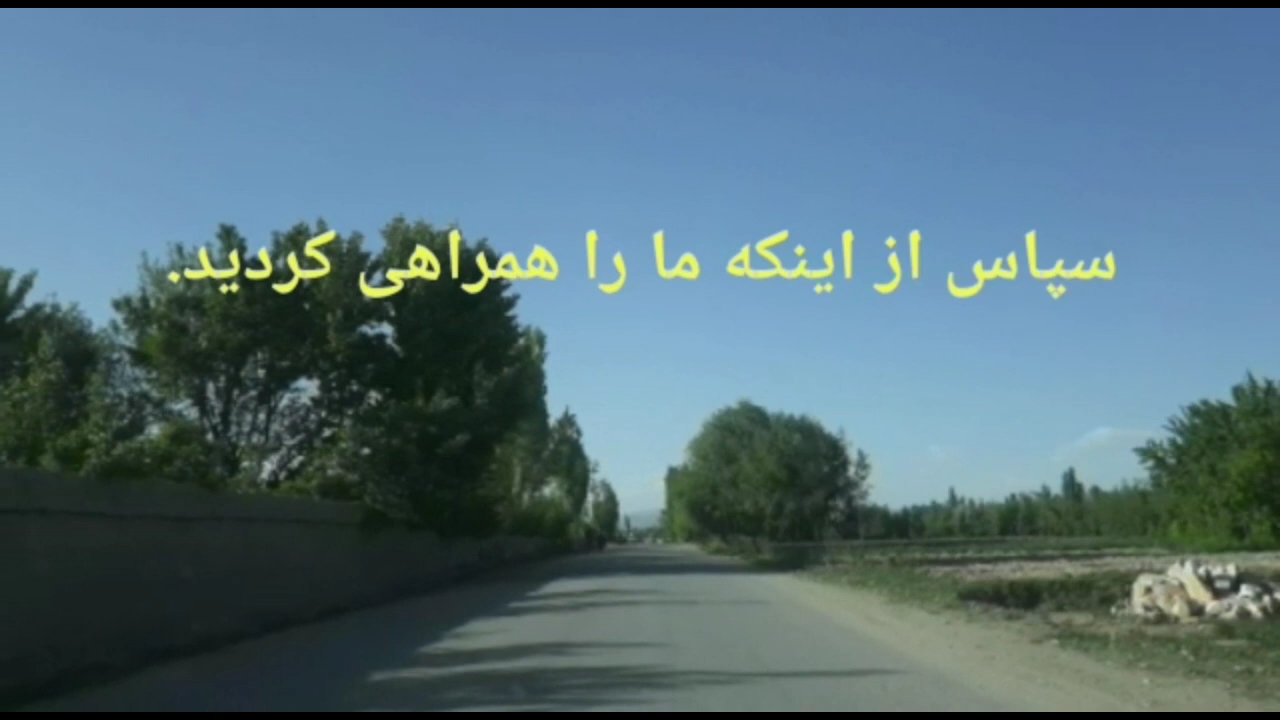 سپاس از اینکه ما را همراهی کردید.